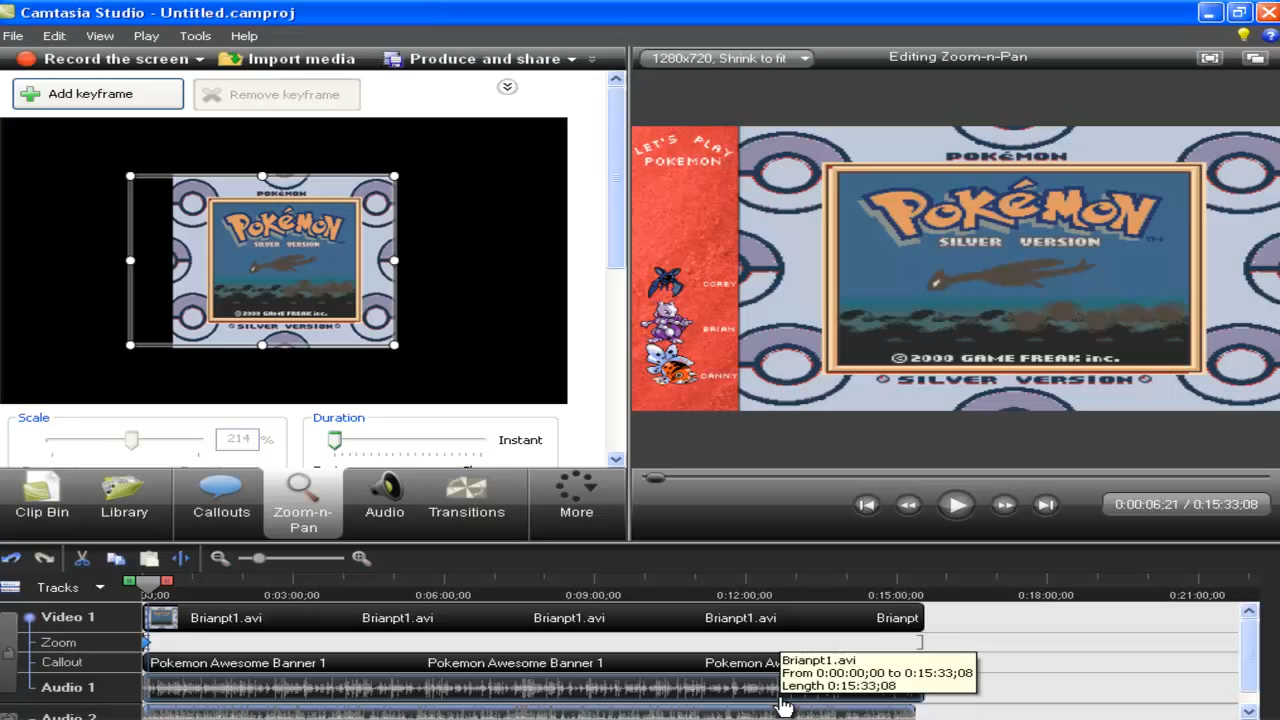 Camtasia Studio - Untitled.camproj
File Edit View Play Tools Help
Record the screen Import media Produce and share
1280x720, Shrink to fit
Editing Zoom-n-Pan
Add keyframe Remove keyframe
POKéMON
Pokémon
SILVER VERSION
©2000 GAME FREAK inc.
SILVER VERSION
LET'S PLAY
POKEMON
COREY
BRIAN
DANNY
POKéMON
Pokémon
TM
SILVER VERSION
©2000 GAME FREAK inc.
SILVER VERSION
Scale
214 %
Duration
Instant
Clip Bin
Library
Callouts
Zoom-n-
Pan
Audio
Transitions
More
0:00:06;21 / 0:15:33;08
Tracks
0:03:00;00 0:06:00;00 0:09:00;00 0:12:00;00 0:15:00;00 0:18:00;00 0:21:00;00
Video 1 Brianpt1.avi Brianpt1.avi Brianpt1.avi Brianpt1.avi Brianpt
Zoom
Callout Pokemon Awesome Banner 1 Pokemon Awesome Banner 1 Pokemon Aw
Brianpt1.avi
From 0:00:00;00 to 0:15:33;08
Length 0:15:33;08
Audio 1
Audio 2